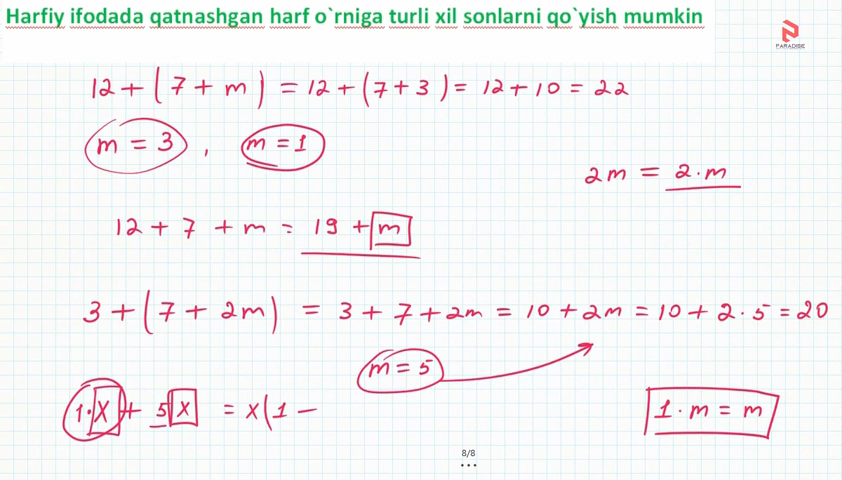 Harfiy ifodada qatnashgan harf o`rniga turli xil sonlarni qo`yish mumkin
PARADISE
12 + (7 + m) = 12 + (7 + 3) = 12 + 10 = 22
m = 3 , m = 1
2m = 2·m
12 + 7 + m = 19 + m
3 + (7 + 2m) = 3 + 7 + 2m = 10 + 2m = 10 + 2·5 = 20
m = 5
1·x + 5x = x(1 −
1·m = m
8/8